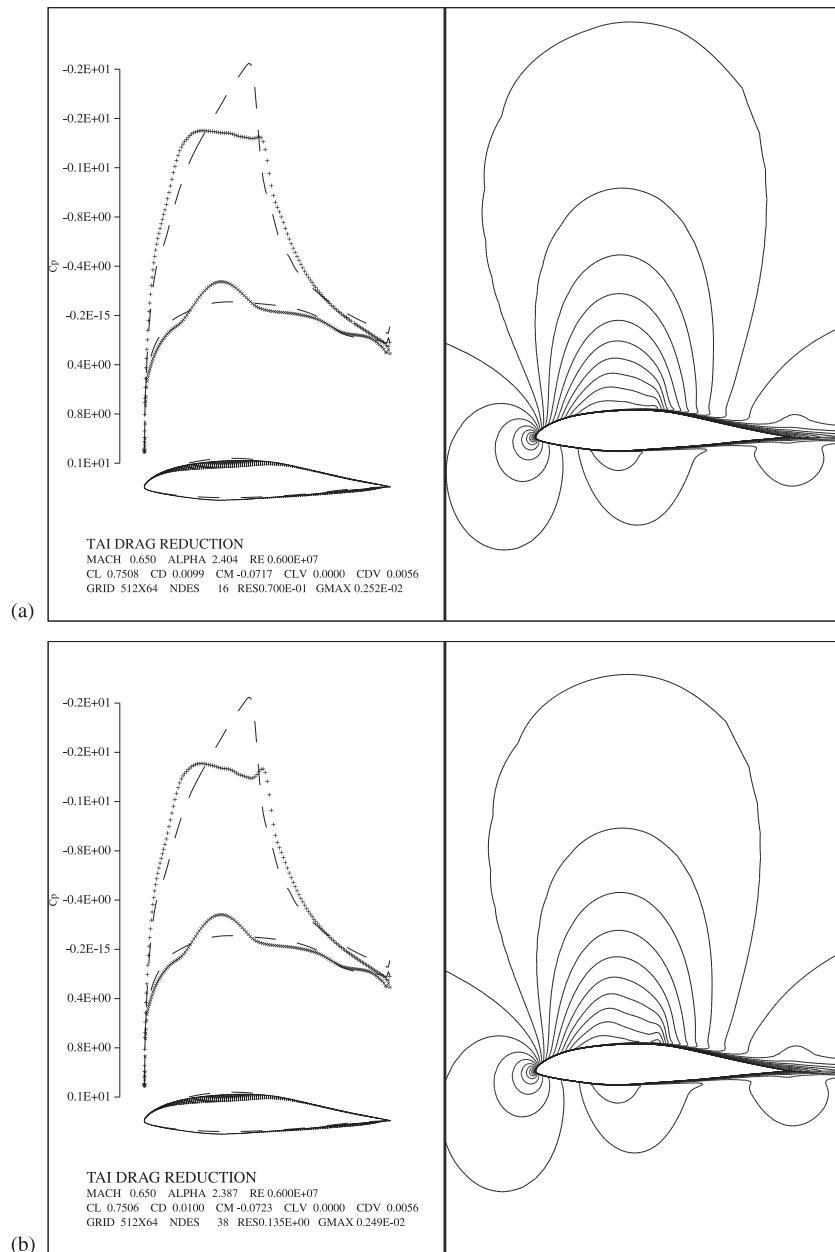 -0.2E+01
-0.2E+01
-0.1E+01
-0.8E+00
-0.4E+00
Cp
-0.2E-15
0.4E+00
0.8E+00
0.1E+01
TAI DRAG REDUCTION
MACH 0.650 ALPHA 2.404 RE 0.600E+07
CL 0.7508 CD 0.0099 CM -0.0717 CLV 0.0000 CDV 0.0056
GRID 512X64 NDES 16 RES0.700E-01 GMAX 0.252E-02
(a)
-0.2E+01
-0.2E+01
-0.1E+01
-0.8E+00
-0.4E+00
Cp
-0.2E-15
0.4E+00
0.8E+00
0.1E+01
TAI DRAG REDUCTION
MACH 0.650 ALPHA 2.387 RE 0.600E+07
CL 0.7506 CD 0.0100 CM -0.0723 CLV 0.0000 CDV 0.0056
GRID 512X64 NDES 38 RES0.135E+00 GMAX 0.249E-02
(b)